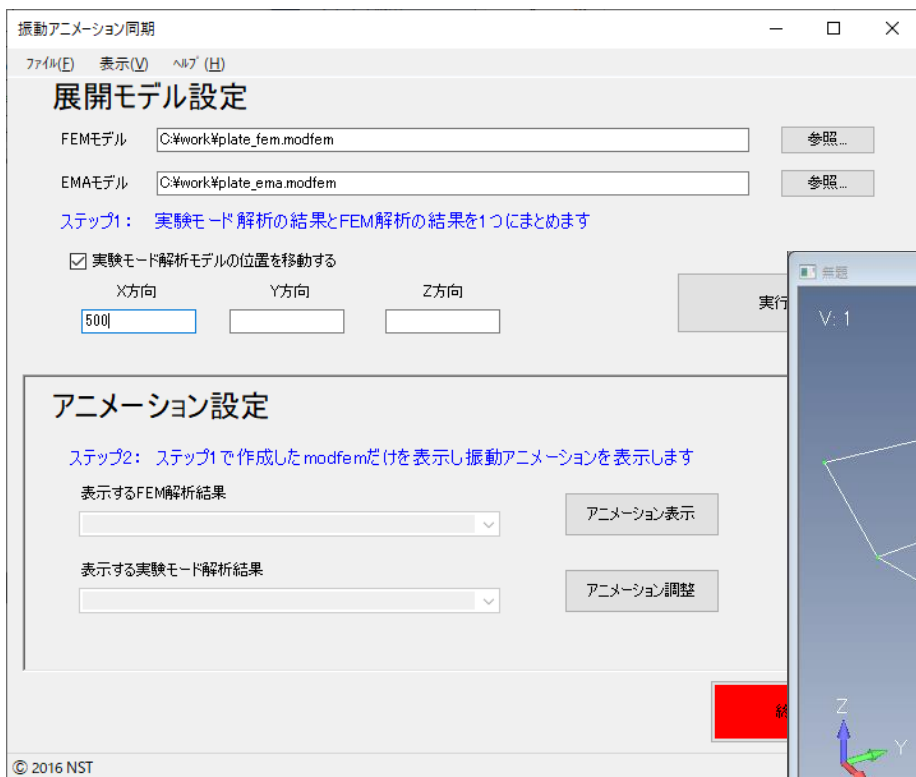 振動アニメーション同期
ファイル(F) 表示(V) ヘルプ(H)
展開モデル設定
FEMモデル C:¥work¥plate_fem.modfem 参照...
EMAモデル C:¥work¥plate_ema.modfem 参照...
ステップ1： 実験モード解析の結果とFEM解析の結果を1つにまとめます
実験モード解析モデルの位置を移動する
X方向 Y方向 Z方向
500
実行
無題
V: 1
アニメーション設定
ステップ2： ステップ1で作成したmodfemだけを表示し振動アニメーションを表示します
表示するFEM解析結果
アニメーション表示
表示する実験モード解析結果
アニメーション調整
Z
Y
© 2016 NST